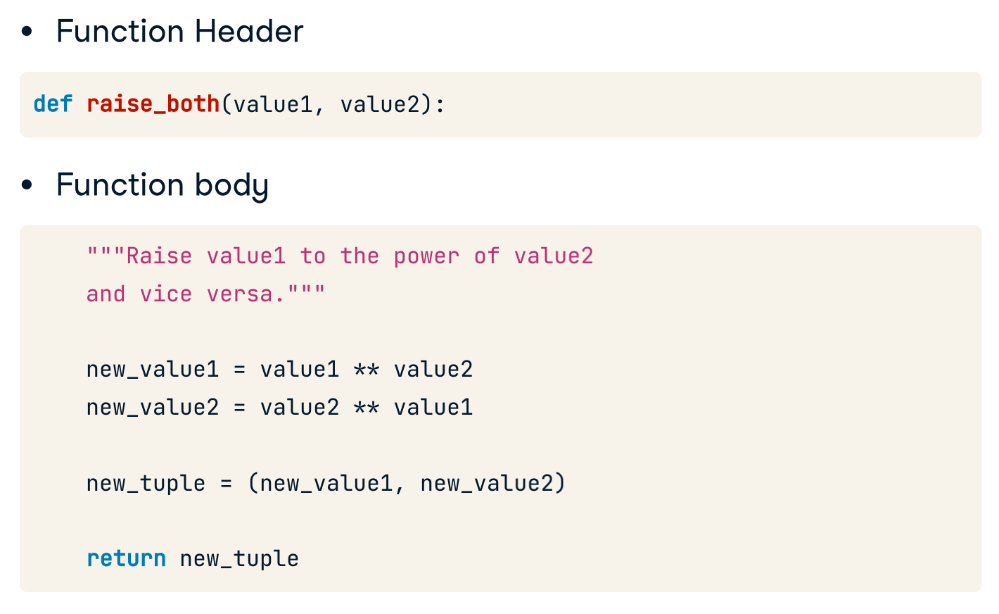 • Function Header
def raise_both(value1, value2):
• Function body
    """Raise value1 to the power of value2
    and vice versa."""
    new_value1 = value1 ** value2
    new_value2 = value2 ** value1
    new_tuple = (new_value1, new_value2)
    return new_tuple